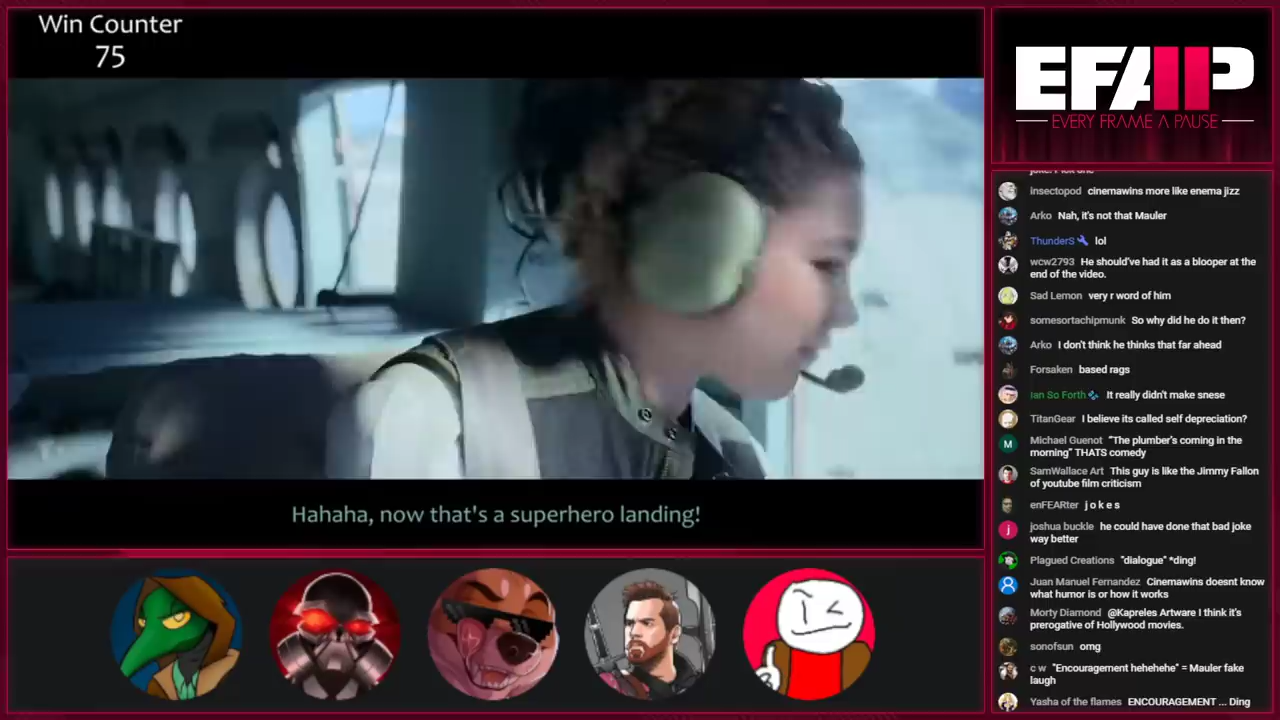 Win Counter
75
Hahaha, now that's a superhero landing!
EFAP
EVERY FRAME A PAUSE
insectopod cinemawins more like enema jizz
Arko Nah, it's not that Mauler
ThunderS lol
wcw2793 He should've had it as a blooper at the
end of the video.
Sad Lemon very r word of him
somesortachipmunk So why did he do it then?
Arko I don't think he thinks that far ahead
Forsaken based rags
Ian So Forth It really didn't make snese
TitanGear I believe its called self depreciation?
M
Michael Guenot "The plumber's coming in the
morning" THATS comedy
SamWallace Art This guy is like the Jimmy Fallon
of youtube film criticism
enFEARter j o k e s
j
joshua buckle he could have done that bad joke
way better
Plagued Creations "dialogue" *ding!
Juan Manuel Fernandez Cinemawins doesnt know
what humor is or how it works
Morty Diamond @Kapreles Artware I think it's
prerogative of Hollywood movies.
sonofsun omg
c w "Encouragement hehehehe" = Mauler fake
laugh
Yasha of the flames ENCOURAGEMENT ... Ding